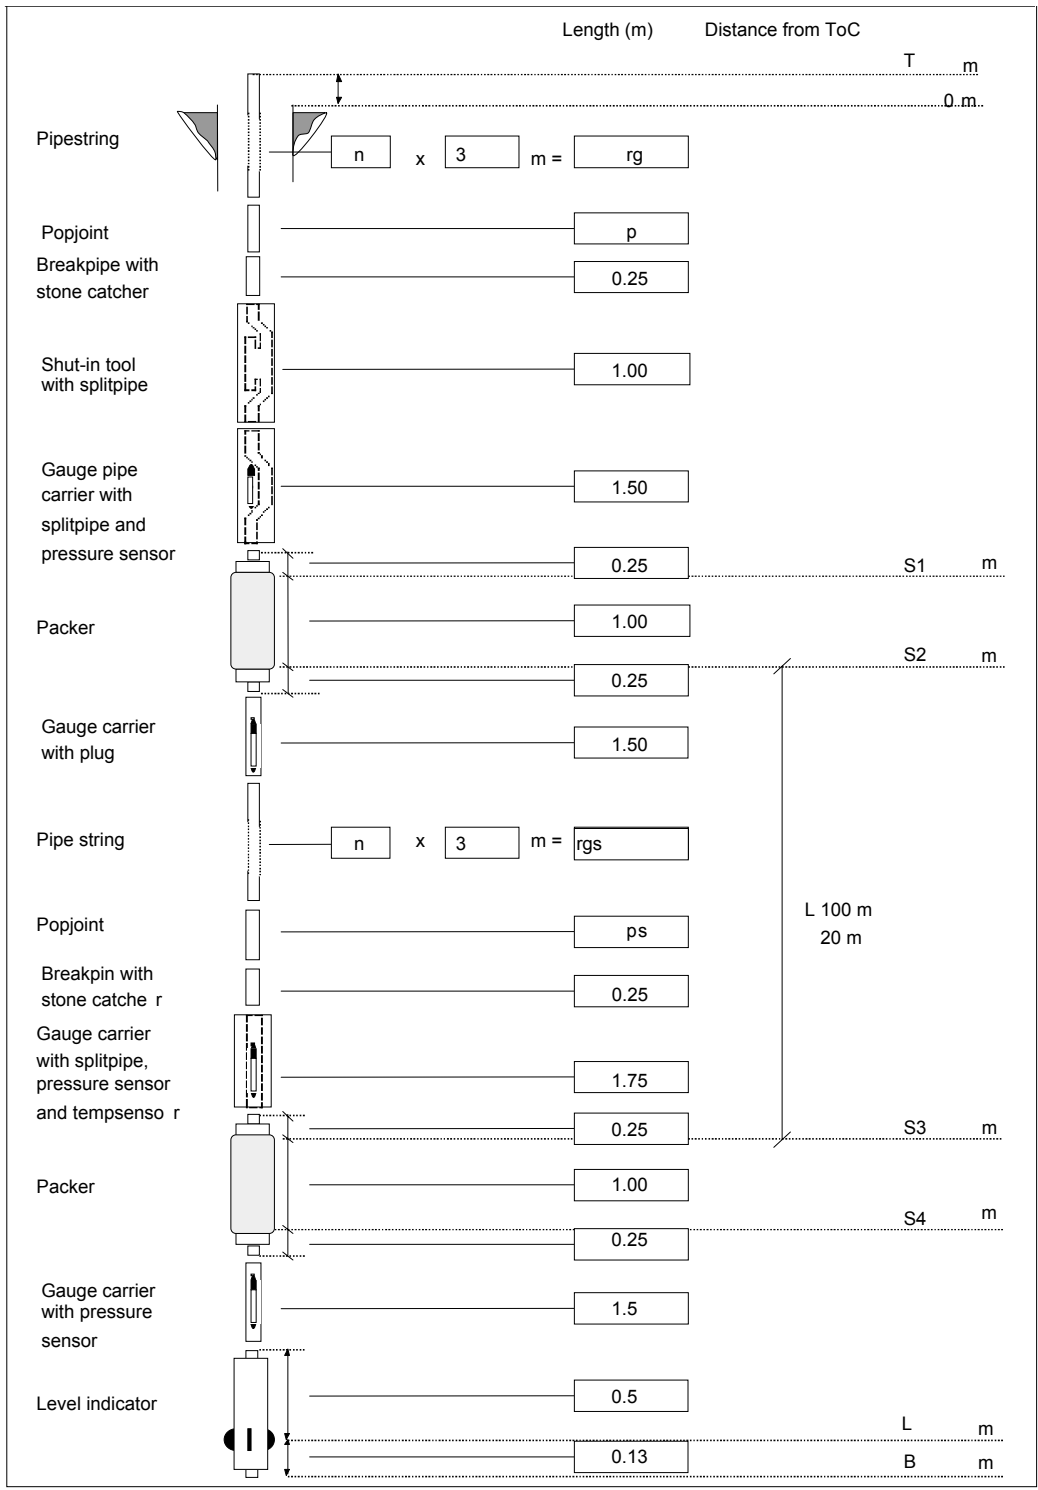 Length (m) Distance from ToC
T m
0 m
Pipestring n x 3 m = rg
Popjoint p
Breakpipe with
stone catcher
0.25
Shut-in tool
with splitpipe
1.00
Gauge pipe
carrier with
splitpipe and
pressure sensor
1.50
0.25 S1 m
Packer 1.00
S2 m
0.25
Gauge carrier
with plug
1.50
Pipe string n x 3 m = rgs
L 100 m
20 m
Popjoint ps
Breakpin with
stone catche r
0.25
Gauge carrier
with splitpipe,
pressure sensor
and tempsenso r
1.75
0.25 S3 m
Packer 1.00
S4 m
0.25
Gauge carrier
with pressure
sensor
1.5
Level indicator 0.5
L m
0.13 B m